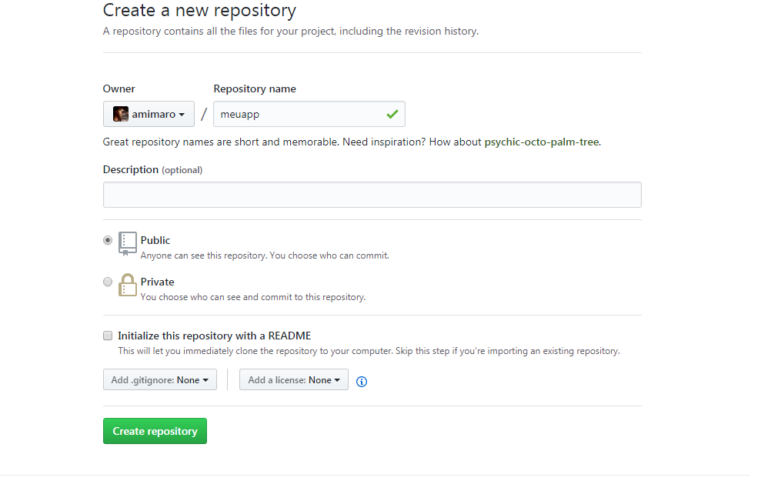 Create a new repository
A repository contains all the files for your project, including the revision history.
Owner Repository name
amimaro / meuapp
Great repository names are short and memorable. Need inspiration? How about psychic-octo-palm-tree.
Description (optional)
Public
Anyone can see this repository. You choose who can commit.
Private
You choose who can see and commit to this repository.
Initialize this repository with a README
This will let you immediately clone the repository to your computer. Skip this step if you're importing an existing repository.
Add .gitignore: None Add a license: None
Create repository